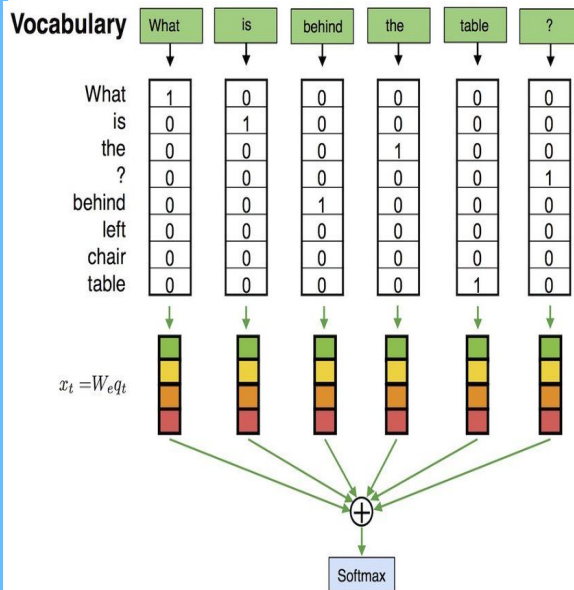 Vocabulary What is behind the table ?
What 1 0 0 0 0 0
is 0 1 0 0 0 0
the 0 0 0 1 0 0
? 0 0 0 0 0 1
behind 0 0 1 0 0 0
left 0 0 0 0 0 0
chair 0 0 0 0 0 0
table 0 0 0 0 1 0
x_t = W_e q_t
+
Softmax